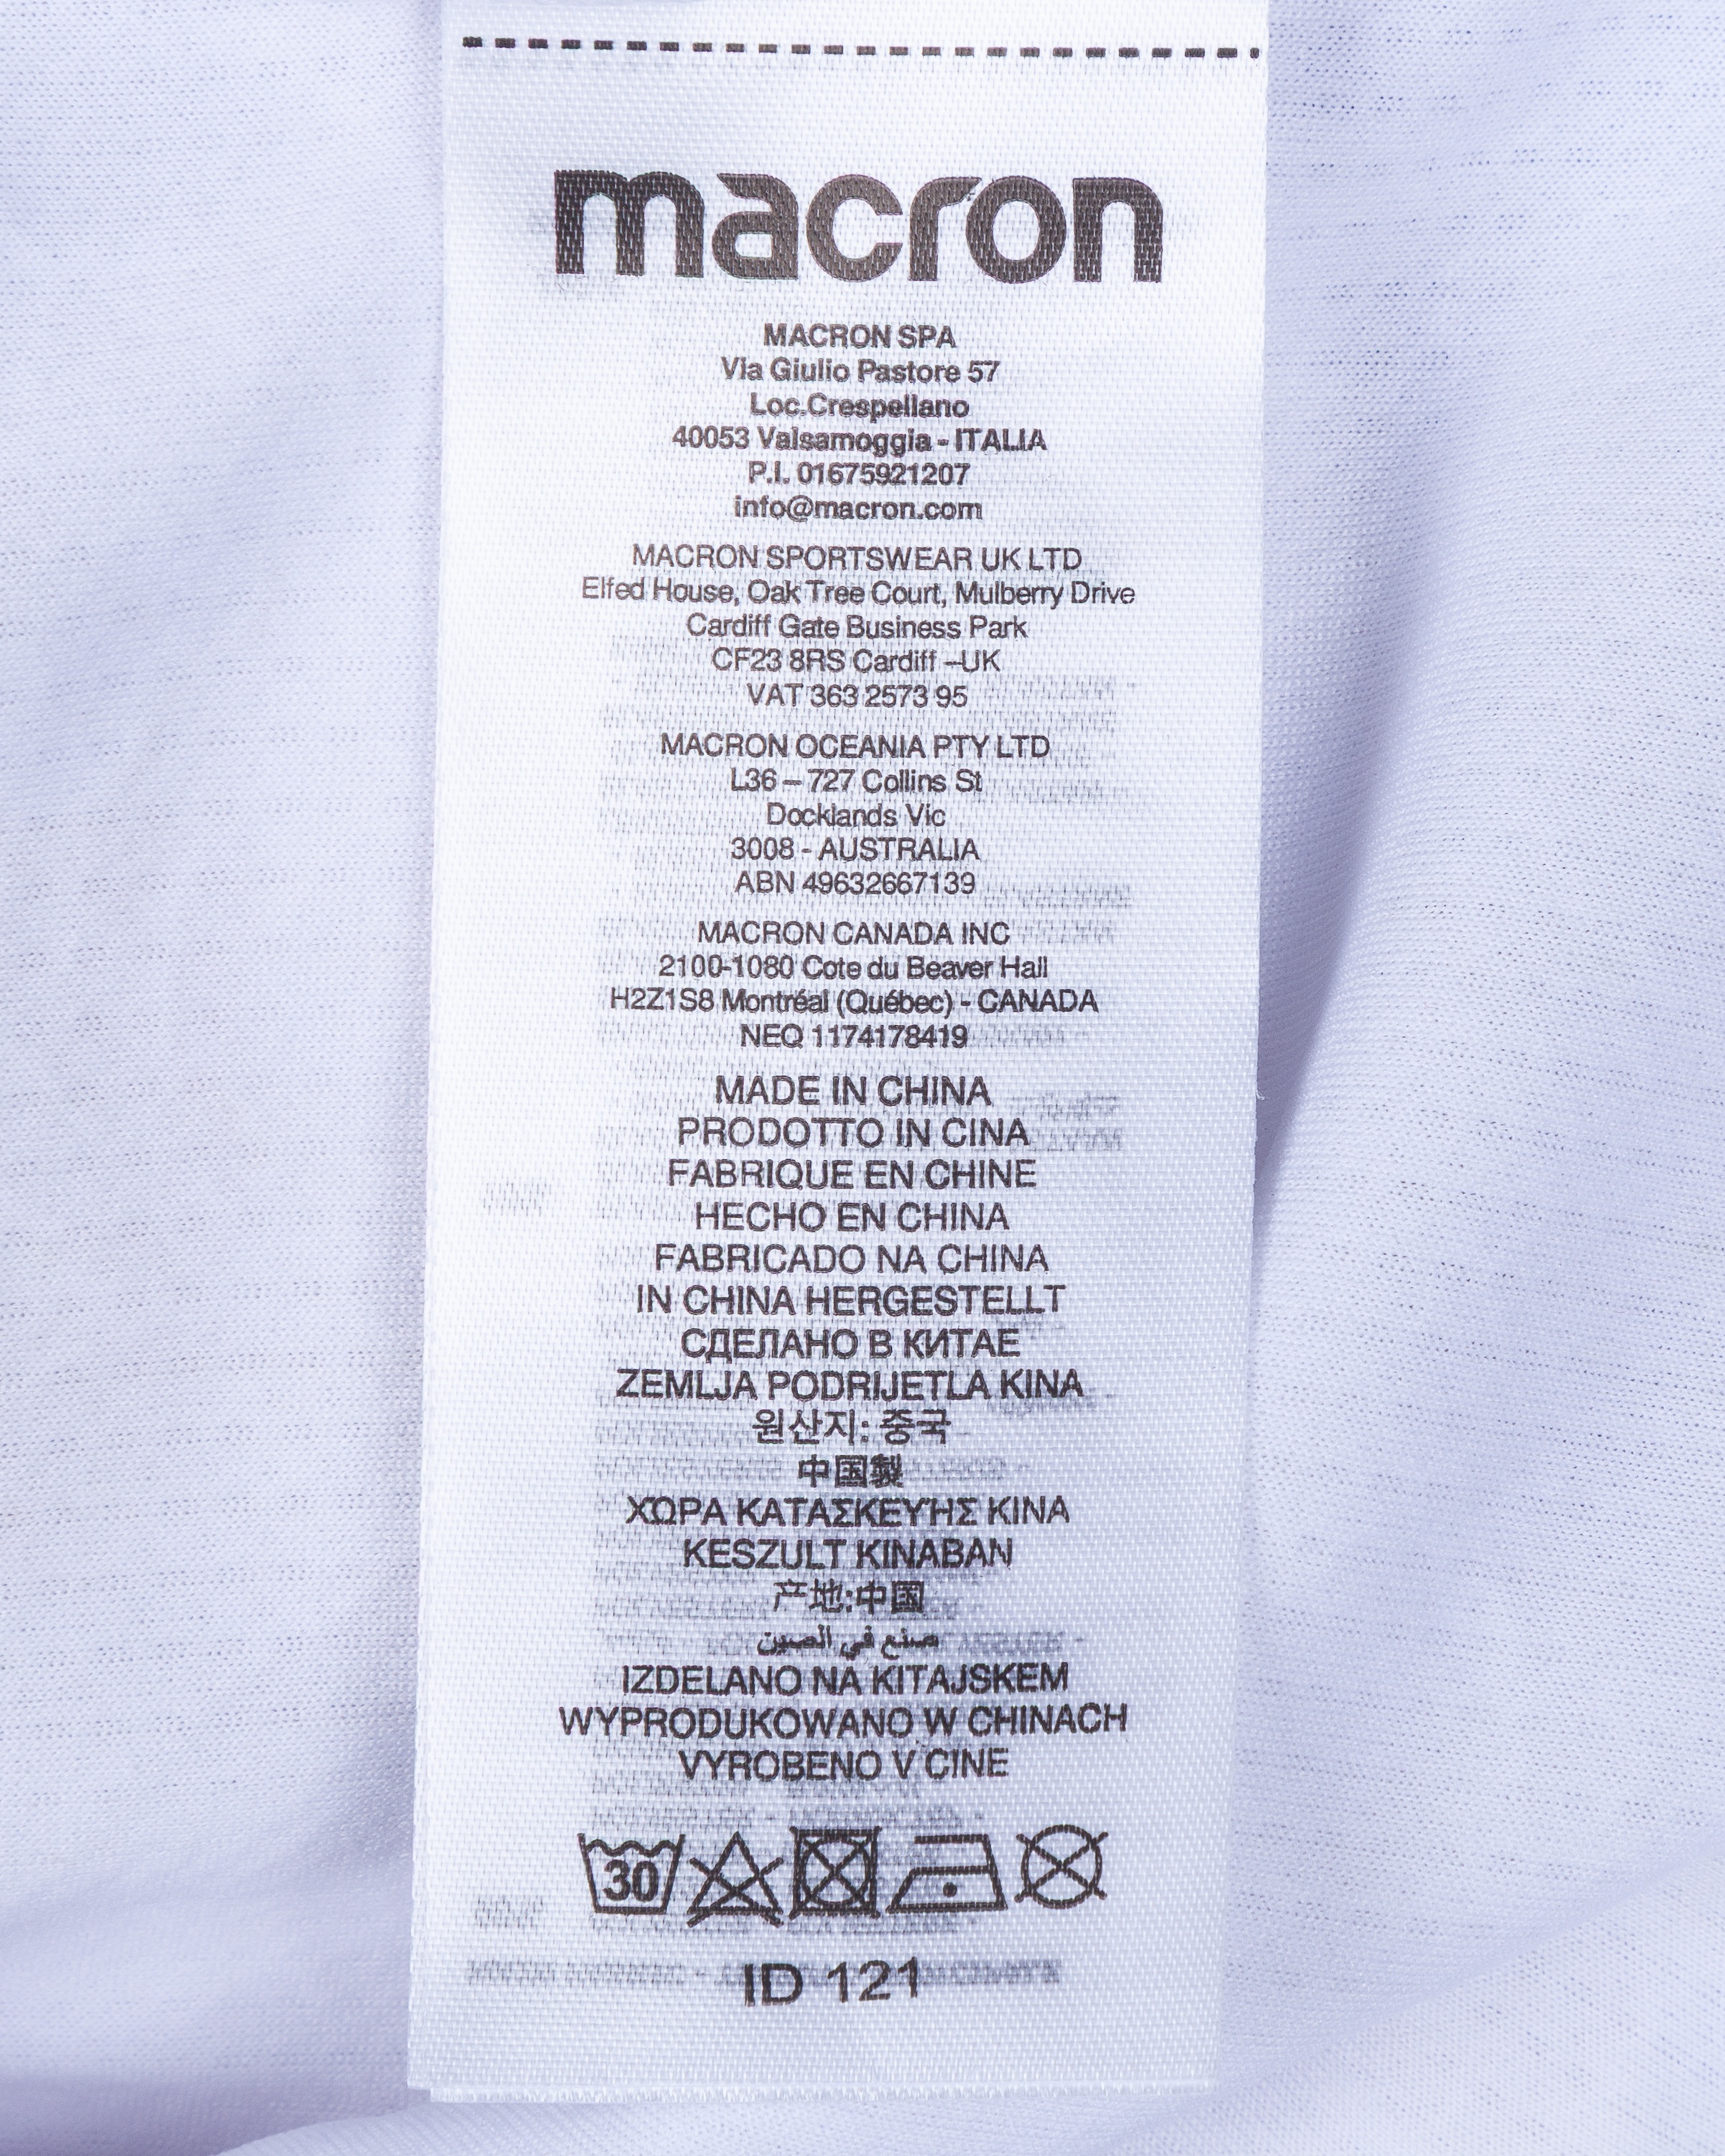 macron
MACRON SPA
Via Giulio Pastore 57
Loc.Crespellano
40053 Valsamoggia - ITALIA
P.I. 01675921207
info@macron.com
MACRON SPORTSWEAR UK LTD
Elfed House, Oak Tree Court, Mulberry Drive
Cardiff Gate Business Park
CF23 8RS Cardiff –UK
VAT 363 2573 95
MACRON OCEANIA PTY LTD
L36 – 727 Collins St
Docklands Vic
3008 - AUSTRALIA
ABN 49632667139
MACRON CANADA INC
2100-1080 Cote du Beaver Hall
H2Z1S8 Montréal (Québec) - CANADA
NEQ 1174178419
MADE IN CHINA
PRODOTTO IN CINA
FABRIQUE EN CHINE
HECHO EN CHINA
FABRICADO NA CHINA
IN CHINA HERGESTELLT
СДЕЛАНО В КИТАЕ
ZEMLJA PODRIJETLA KINA
원산지: 중국
中国製
ΧΩΡΑ ΚΑΤΑΣΚΕΥΗΣ ΚΙΝΑ
KESZULT KINABAN
产地:中国
صنع في الصين
IZDELANO NA KITAJSKEM
WYPRODUKOWANO W CHINACH
VYROBENO V CINE
30
ID 121